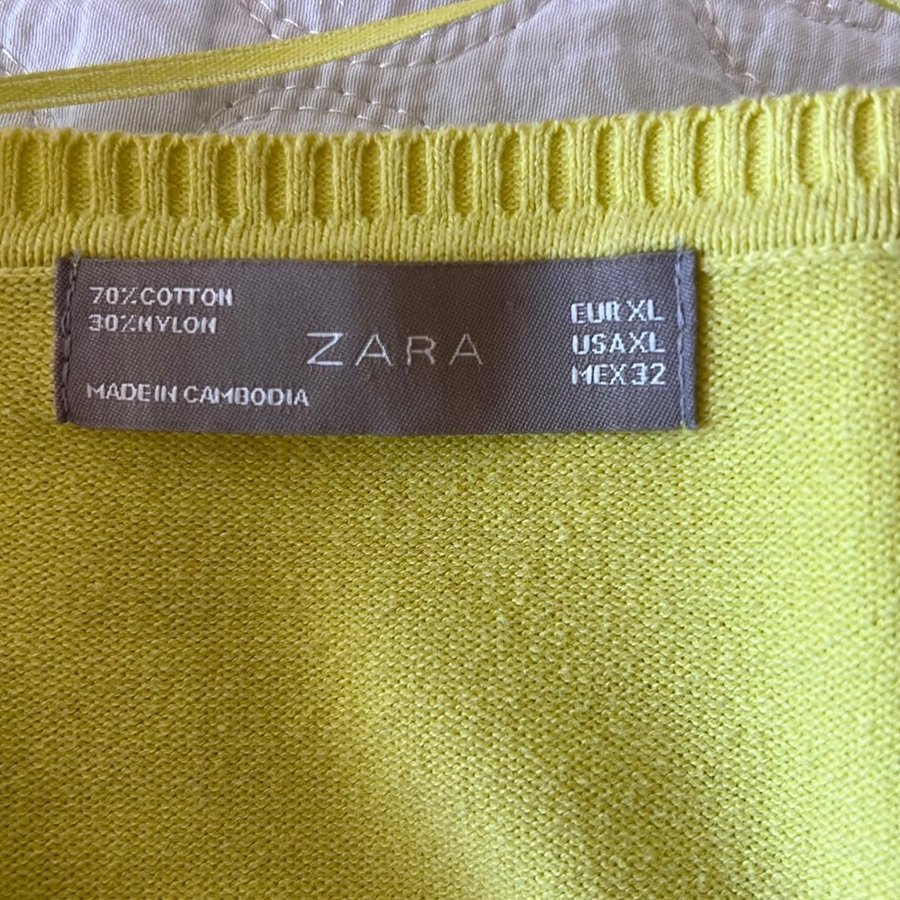 70%COTTON
30%NYLON
MADE IN CAMBODIA
ZARA
EUR XL
USA XL
MEX 32